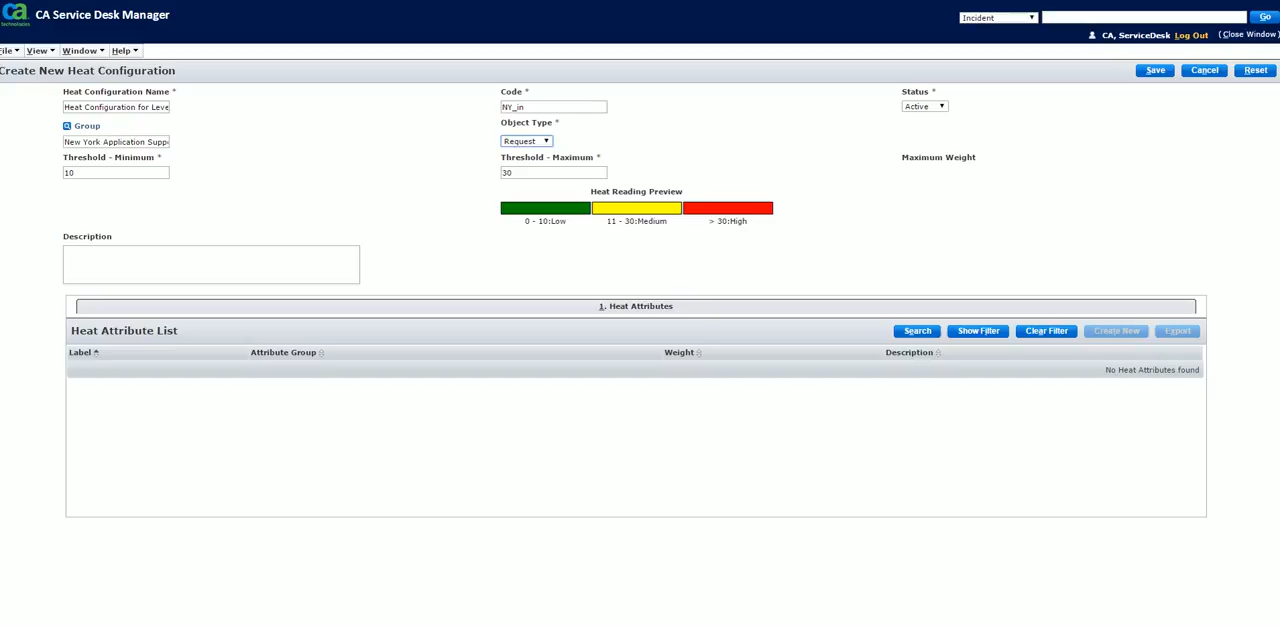 ca
technologies
CA Service Desk Manager
Incident
Go
CA, ServiceDesk Log Out (Close Window)
ile View Window Help
Create New Heat Configuration
Save Cancel Reset
Heat Configuration Name *
Code *
Status *
Heat Configuration for Leve
NY_in
Active
Group
Object Type *
New York Application Supp
Request
Threshold - Minimum *
Threshold - Maximum *
Maximum Weight
10
30
Heat Reading Preview
0 - 10:Low 11 - 30:Medium > 30:High
Description
1. Heat Attributes
Heat Attribute List
Search Show Filter Clear Filter Create New Export
Label Attribute Group Weight Description
No Heat Attributes found